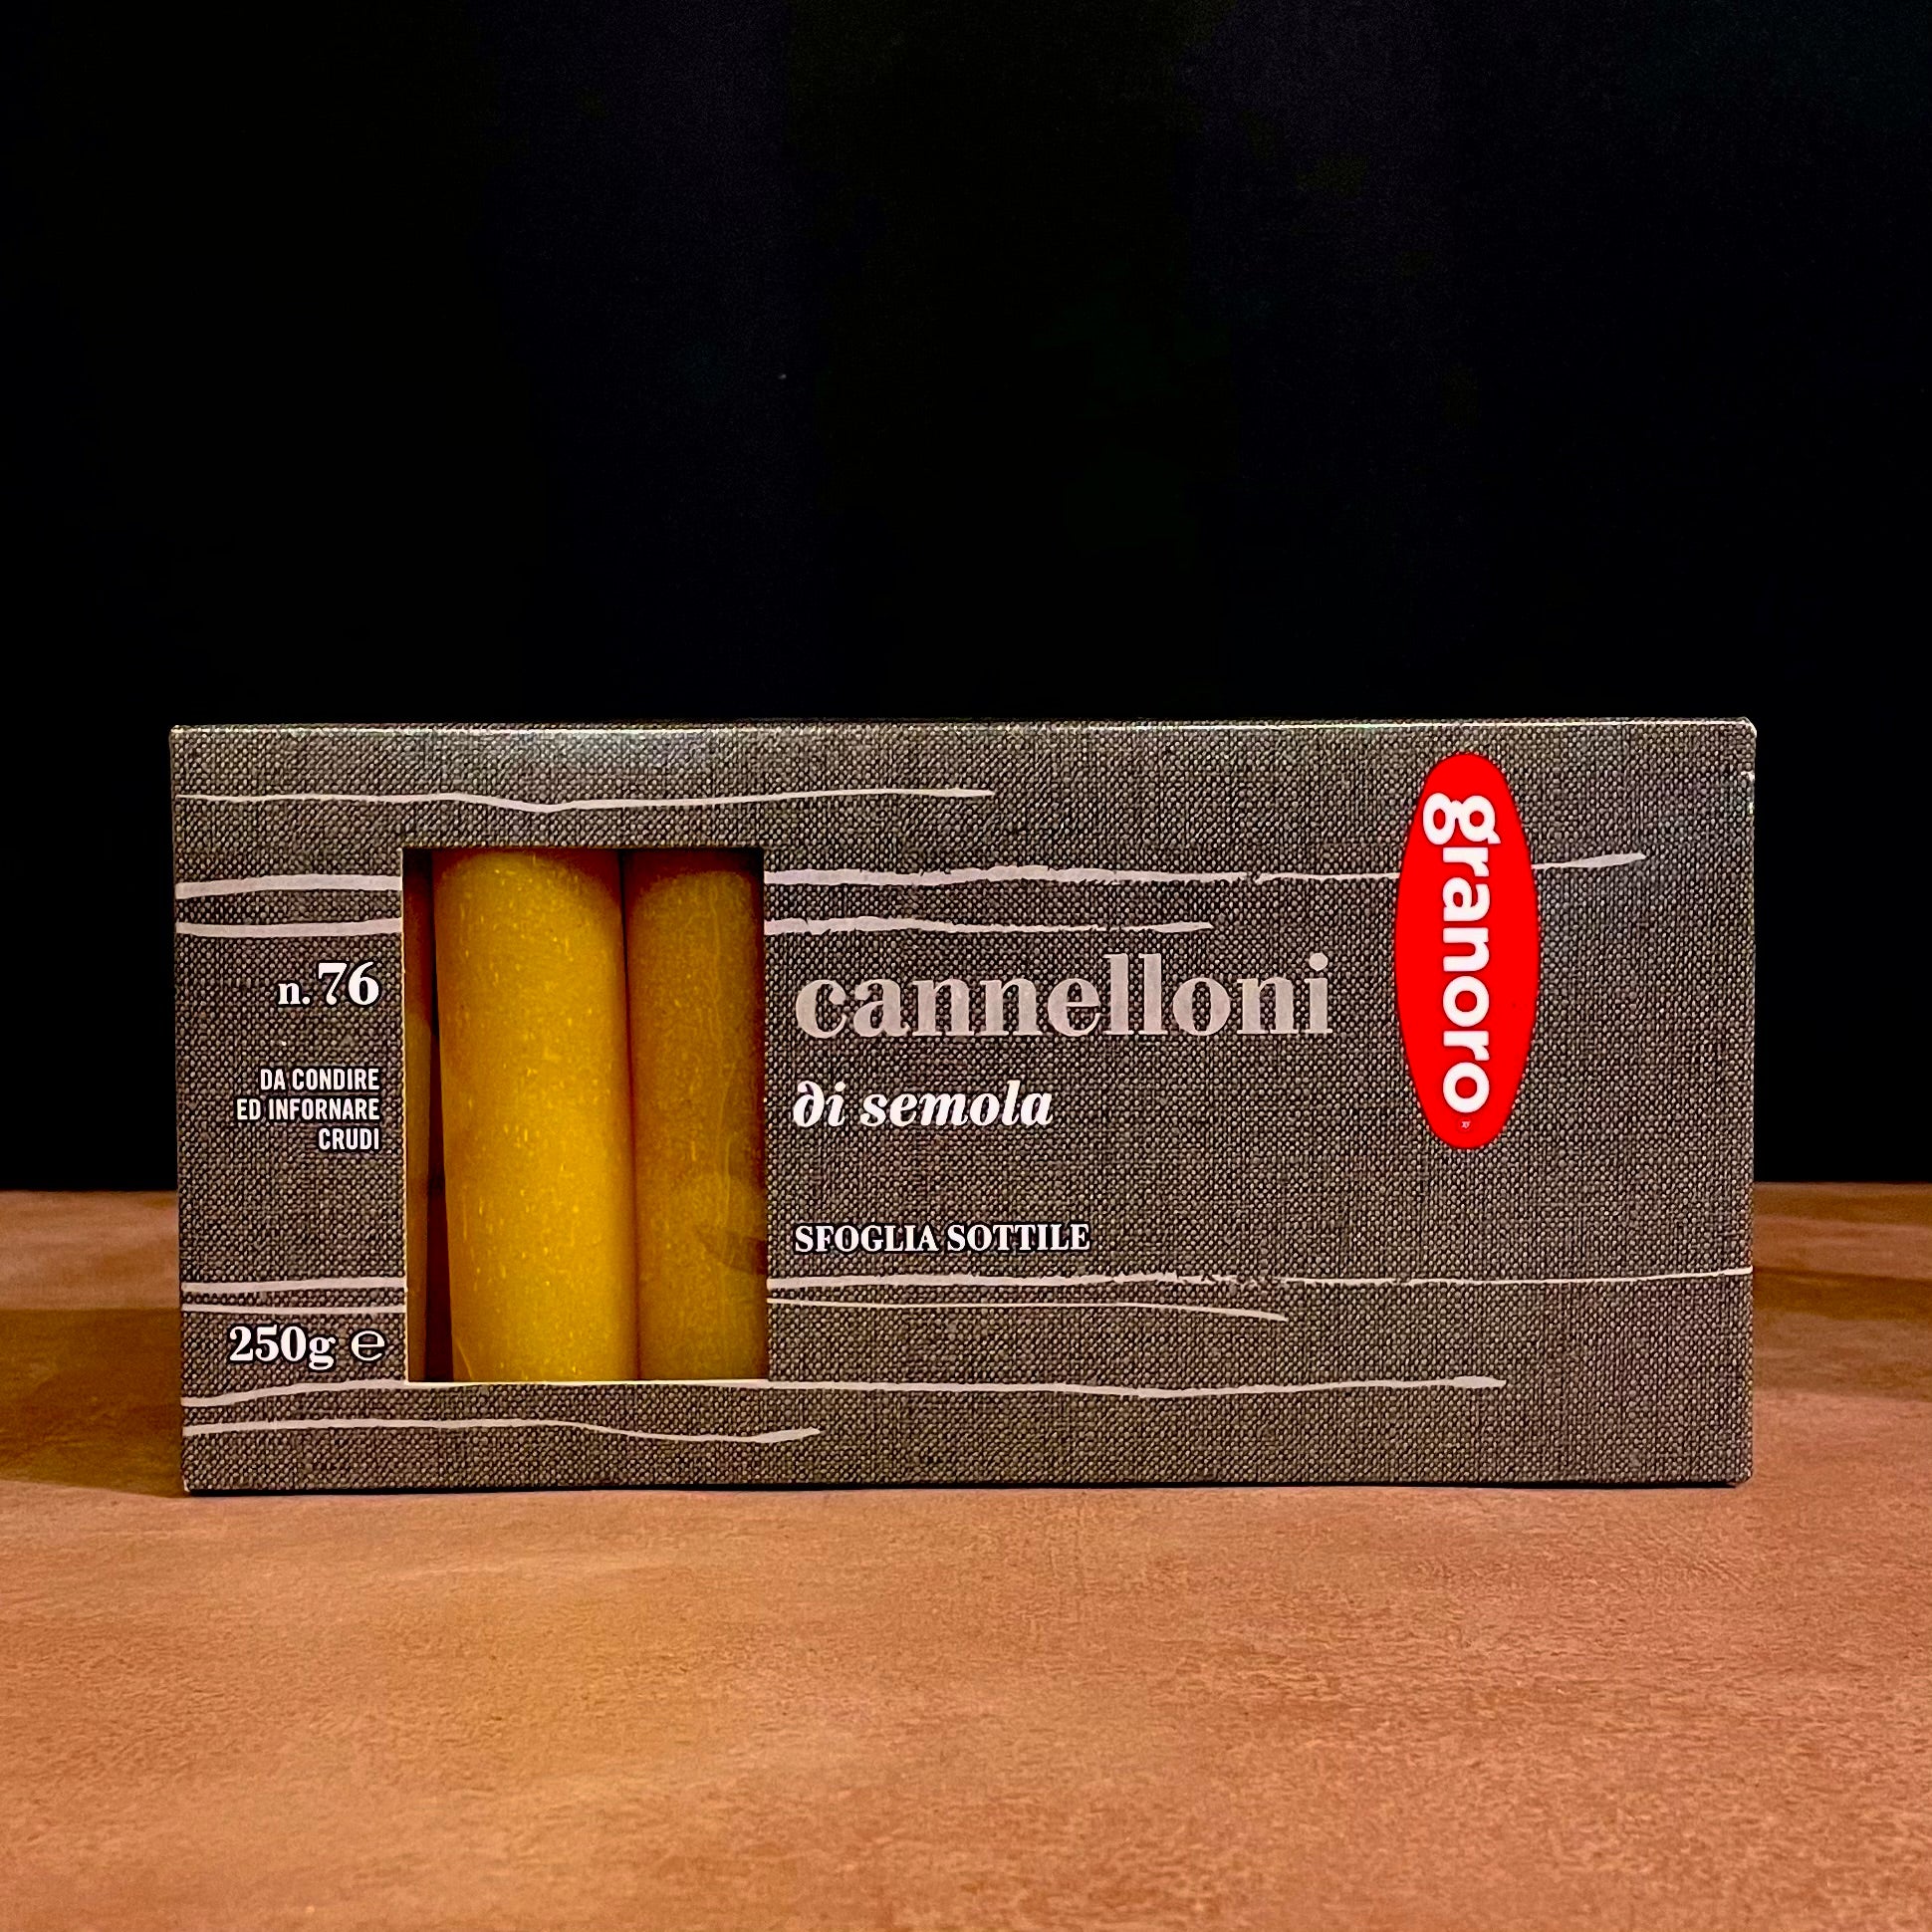 n. 76
DA CONDIRE
ED INFORNARE
CRUDI
250g ℮
cannelloni
di semola
SFOGLIA SOTTILE
granoro